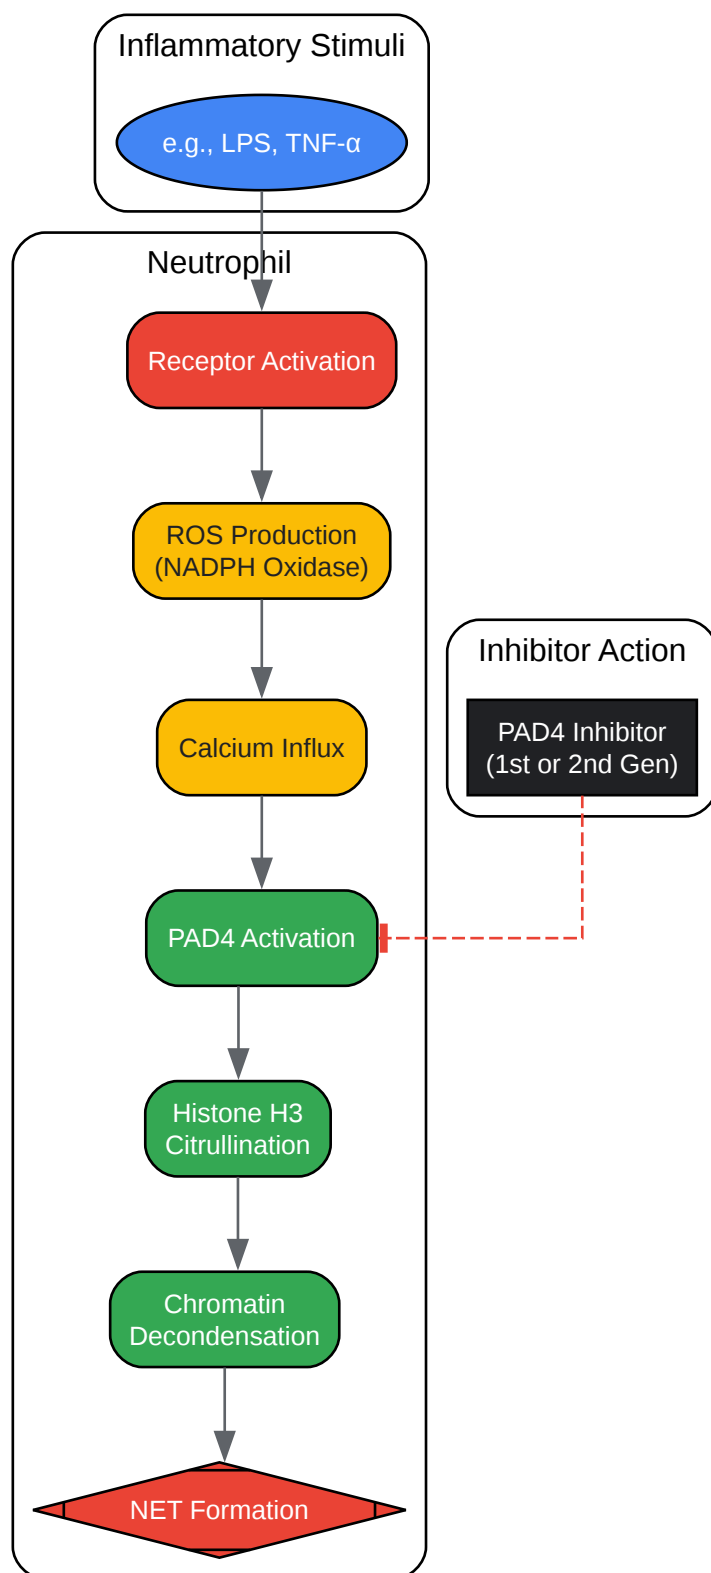 Inflammatory Stimuli
e.g., LPS, TNF-α
Neutrophil
Receptor Activation
ROS Production
(NADPH Oxidase)
Calcium Influx
Inhibitor Action
PAD4 Inhibitor
(1st or 2nd Gen)
PAD4 Activation
Histone H3
Citrullination
Chromatin
Decondensation
NET Formation